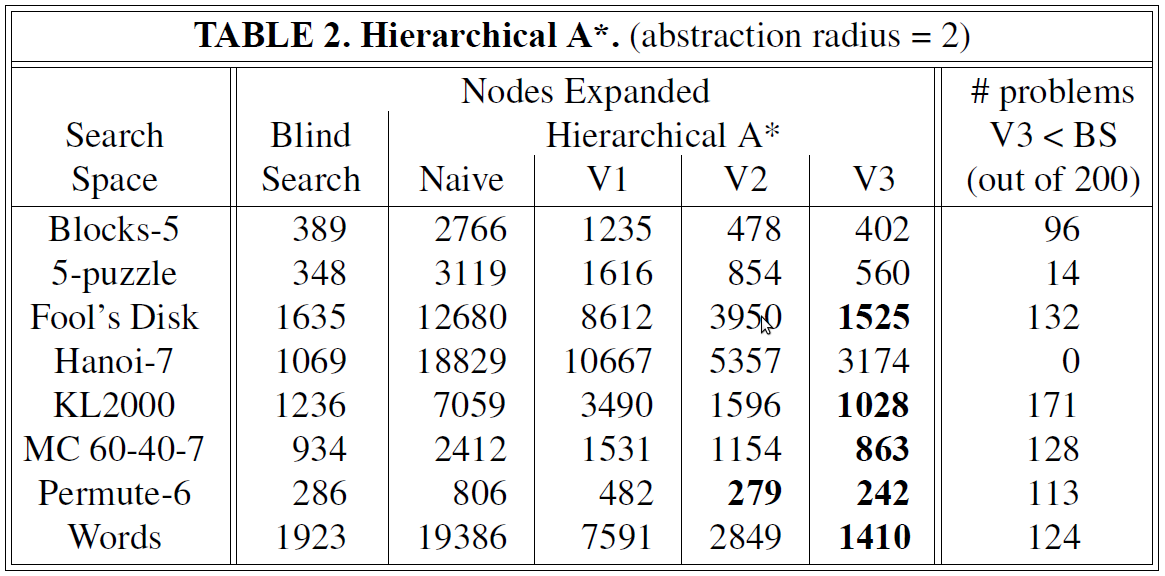 TABLE 2. Hierarchical A*. (abstraction radius = 2)
Nodes Expanded # problems
Search Blind Hierarchical A* V3 < BS
Space Search Naive V1 V2 V3 (out of 200)
Blocks-5 389 2766 1235 478 402 96
5-puzzle 348 3119 1616 854 560 14
Fool's Disk 1635 12680 8612 3950 1525 132
Hanoi-7 1069 18829 10667 5357 3174 0
KL2000 1236 7059 3490 1596 1028 171
MC 60-40-7 934 2412 1531 1154 863 128
Permute-6 286 806 482 279 242 113
Words 1923 19386 7591 2849 1410 124